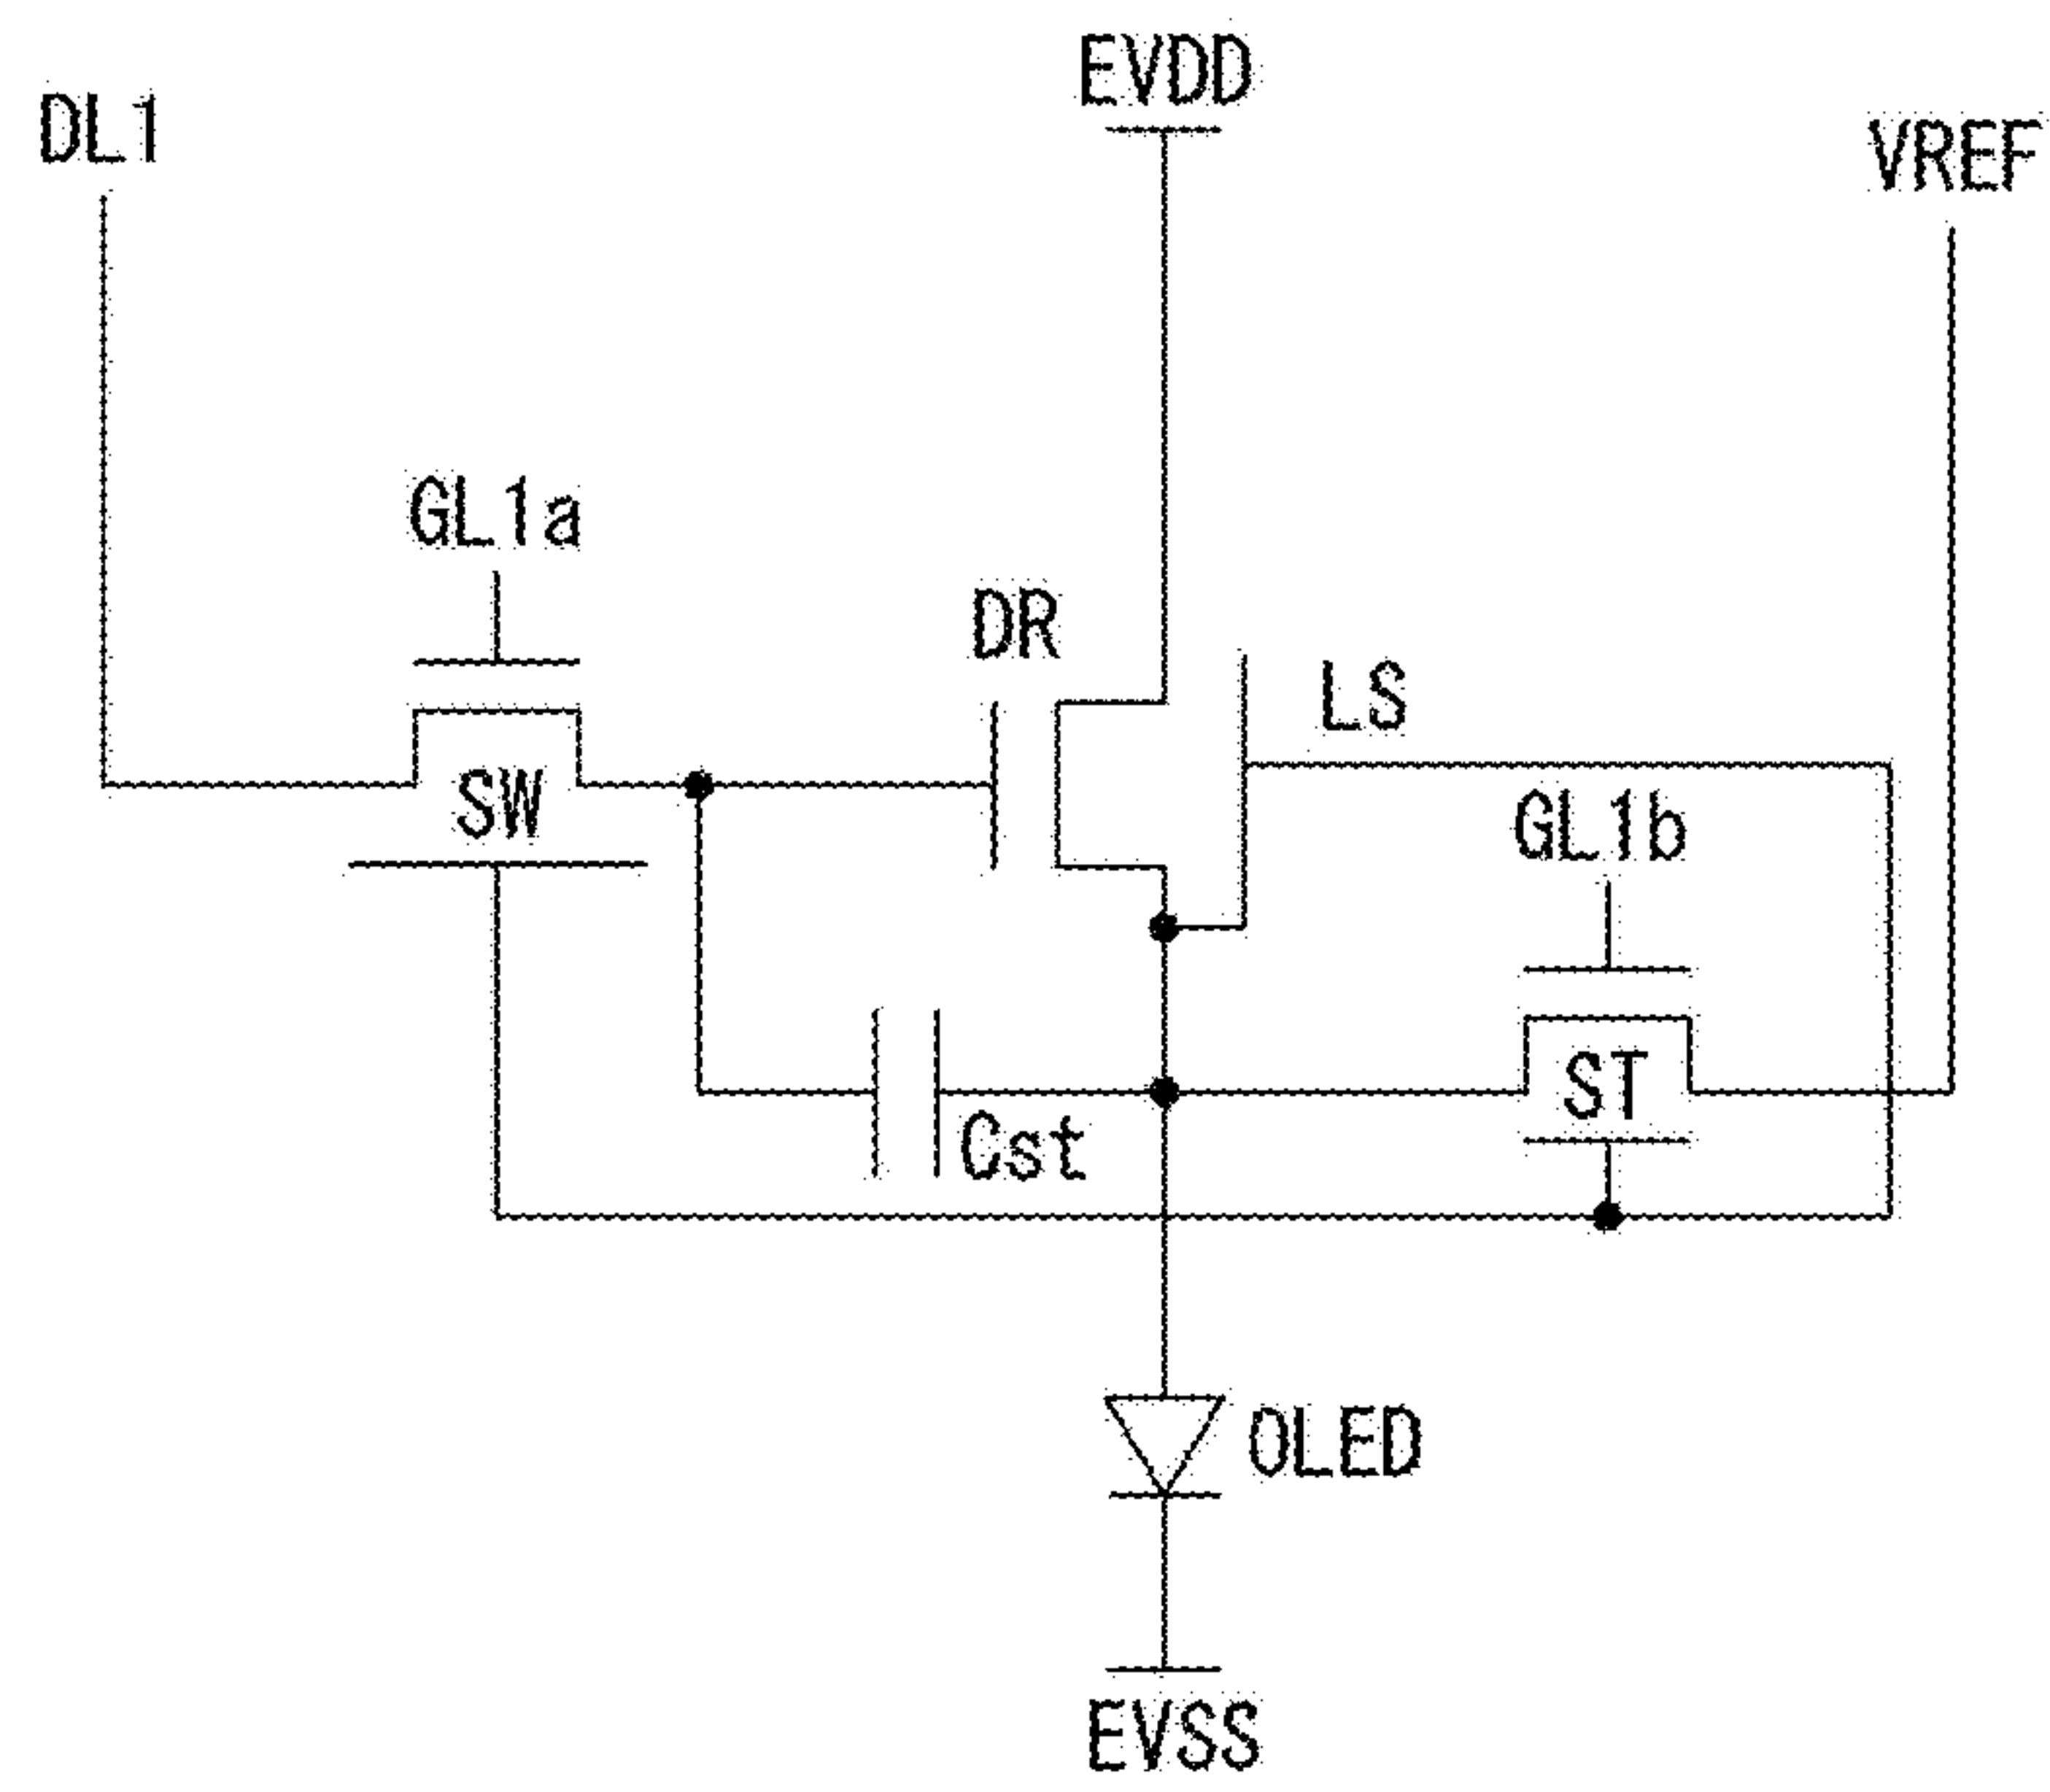 EVDD
DL1
VREF
GL1a
DR
LS
SW
GL1b
ST
Cst
OLED
EVSS